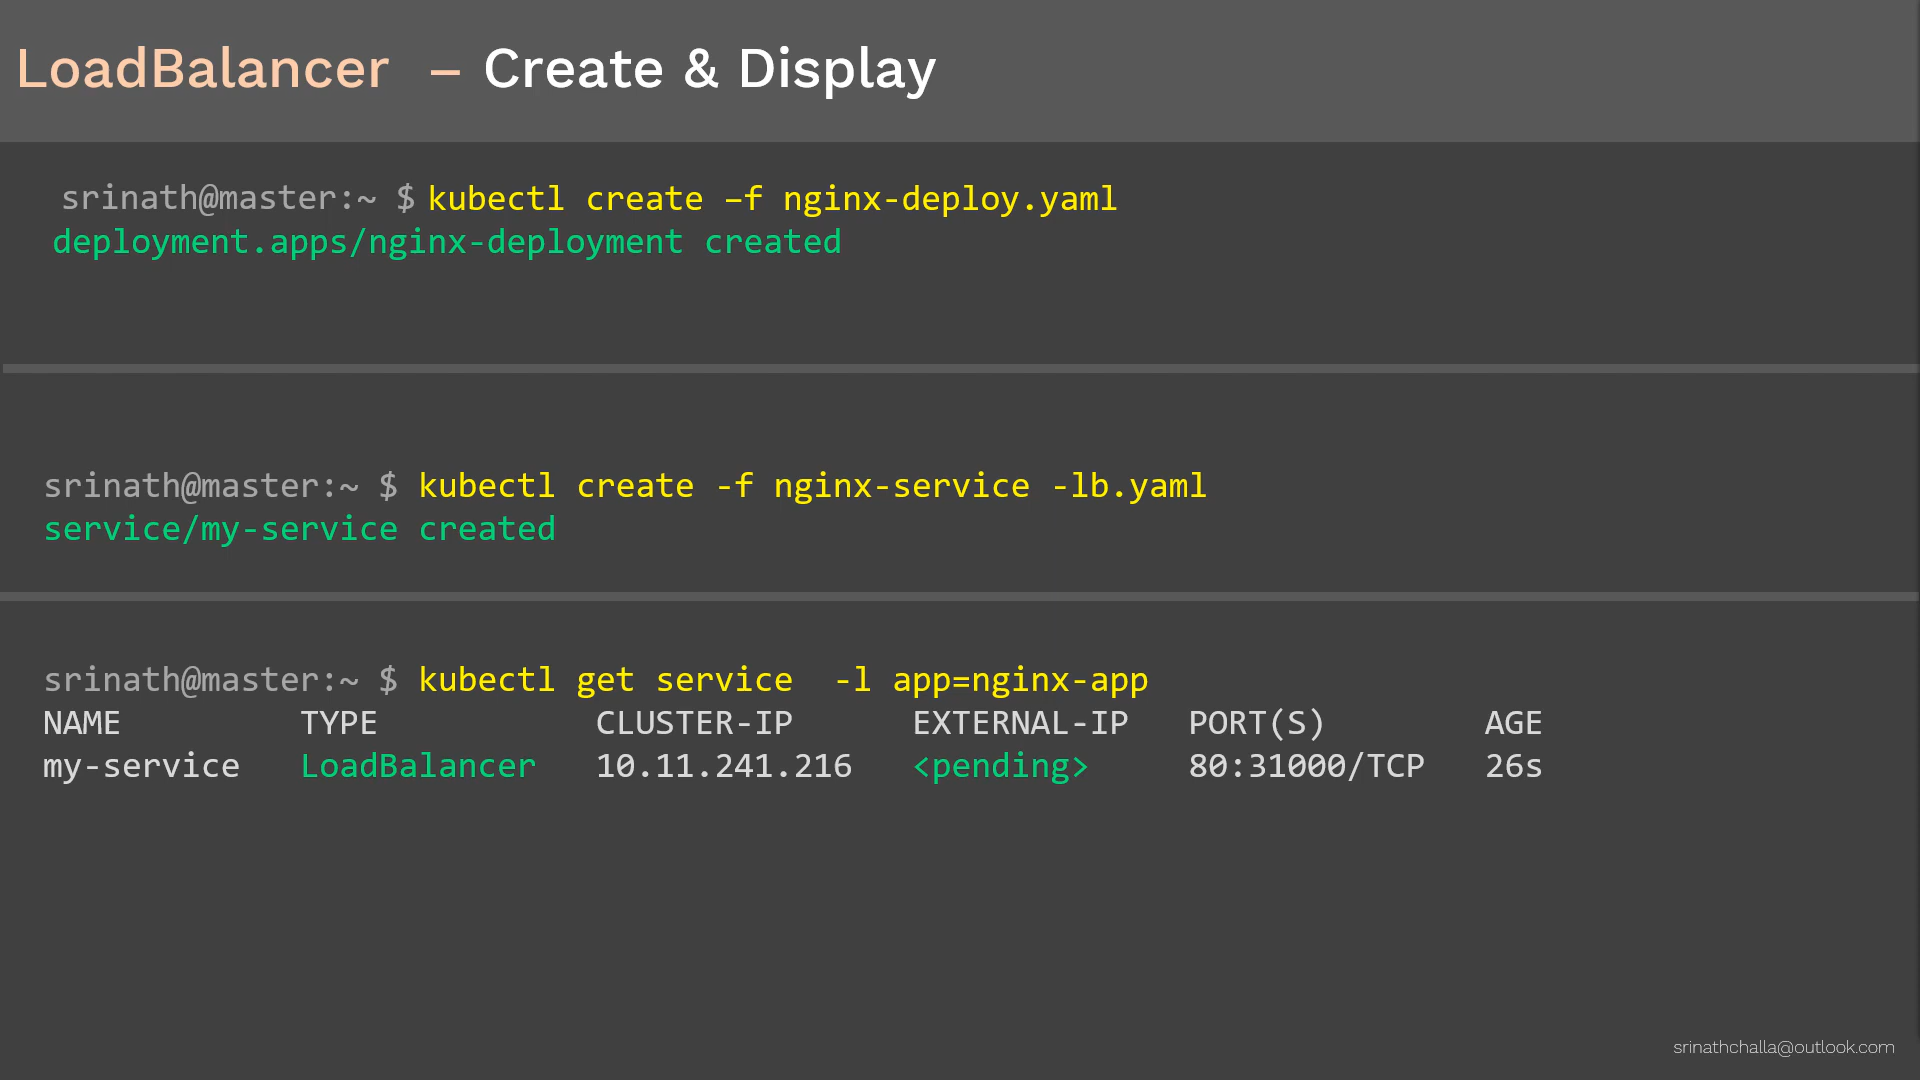 LoadBalancer – Create & Display
srinath@master:~ $ kubectl create –f nginx-deploy.yaml
deployment.apps/nginx-deployment created
srinath@master:~ $ kubectl create -f nginx-service -lb.yaml
service/my-service created
srinath@master:~ $ kubectl get service  -l app=nginx-app
NAME TYPE CLUSTER-IP EXTERNAL-IP PORT(S) AGE
my-service LoadBalancer 10.11.241.216 <pending> 80:31000/TCP 26s
srinathchalla@outlook.com